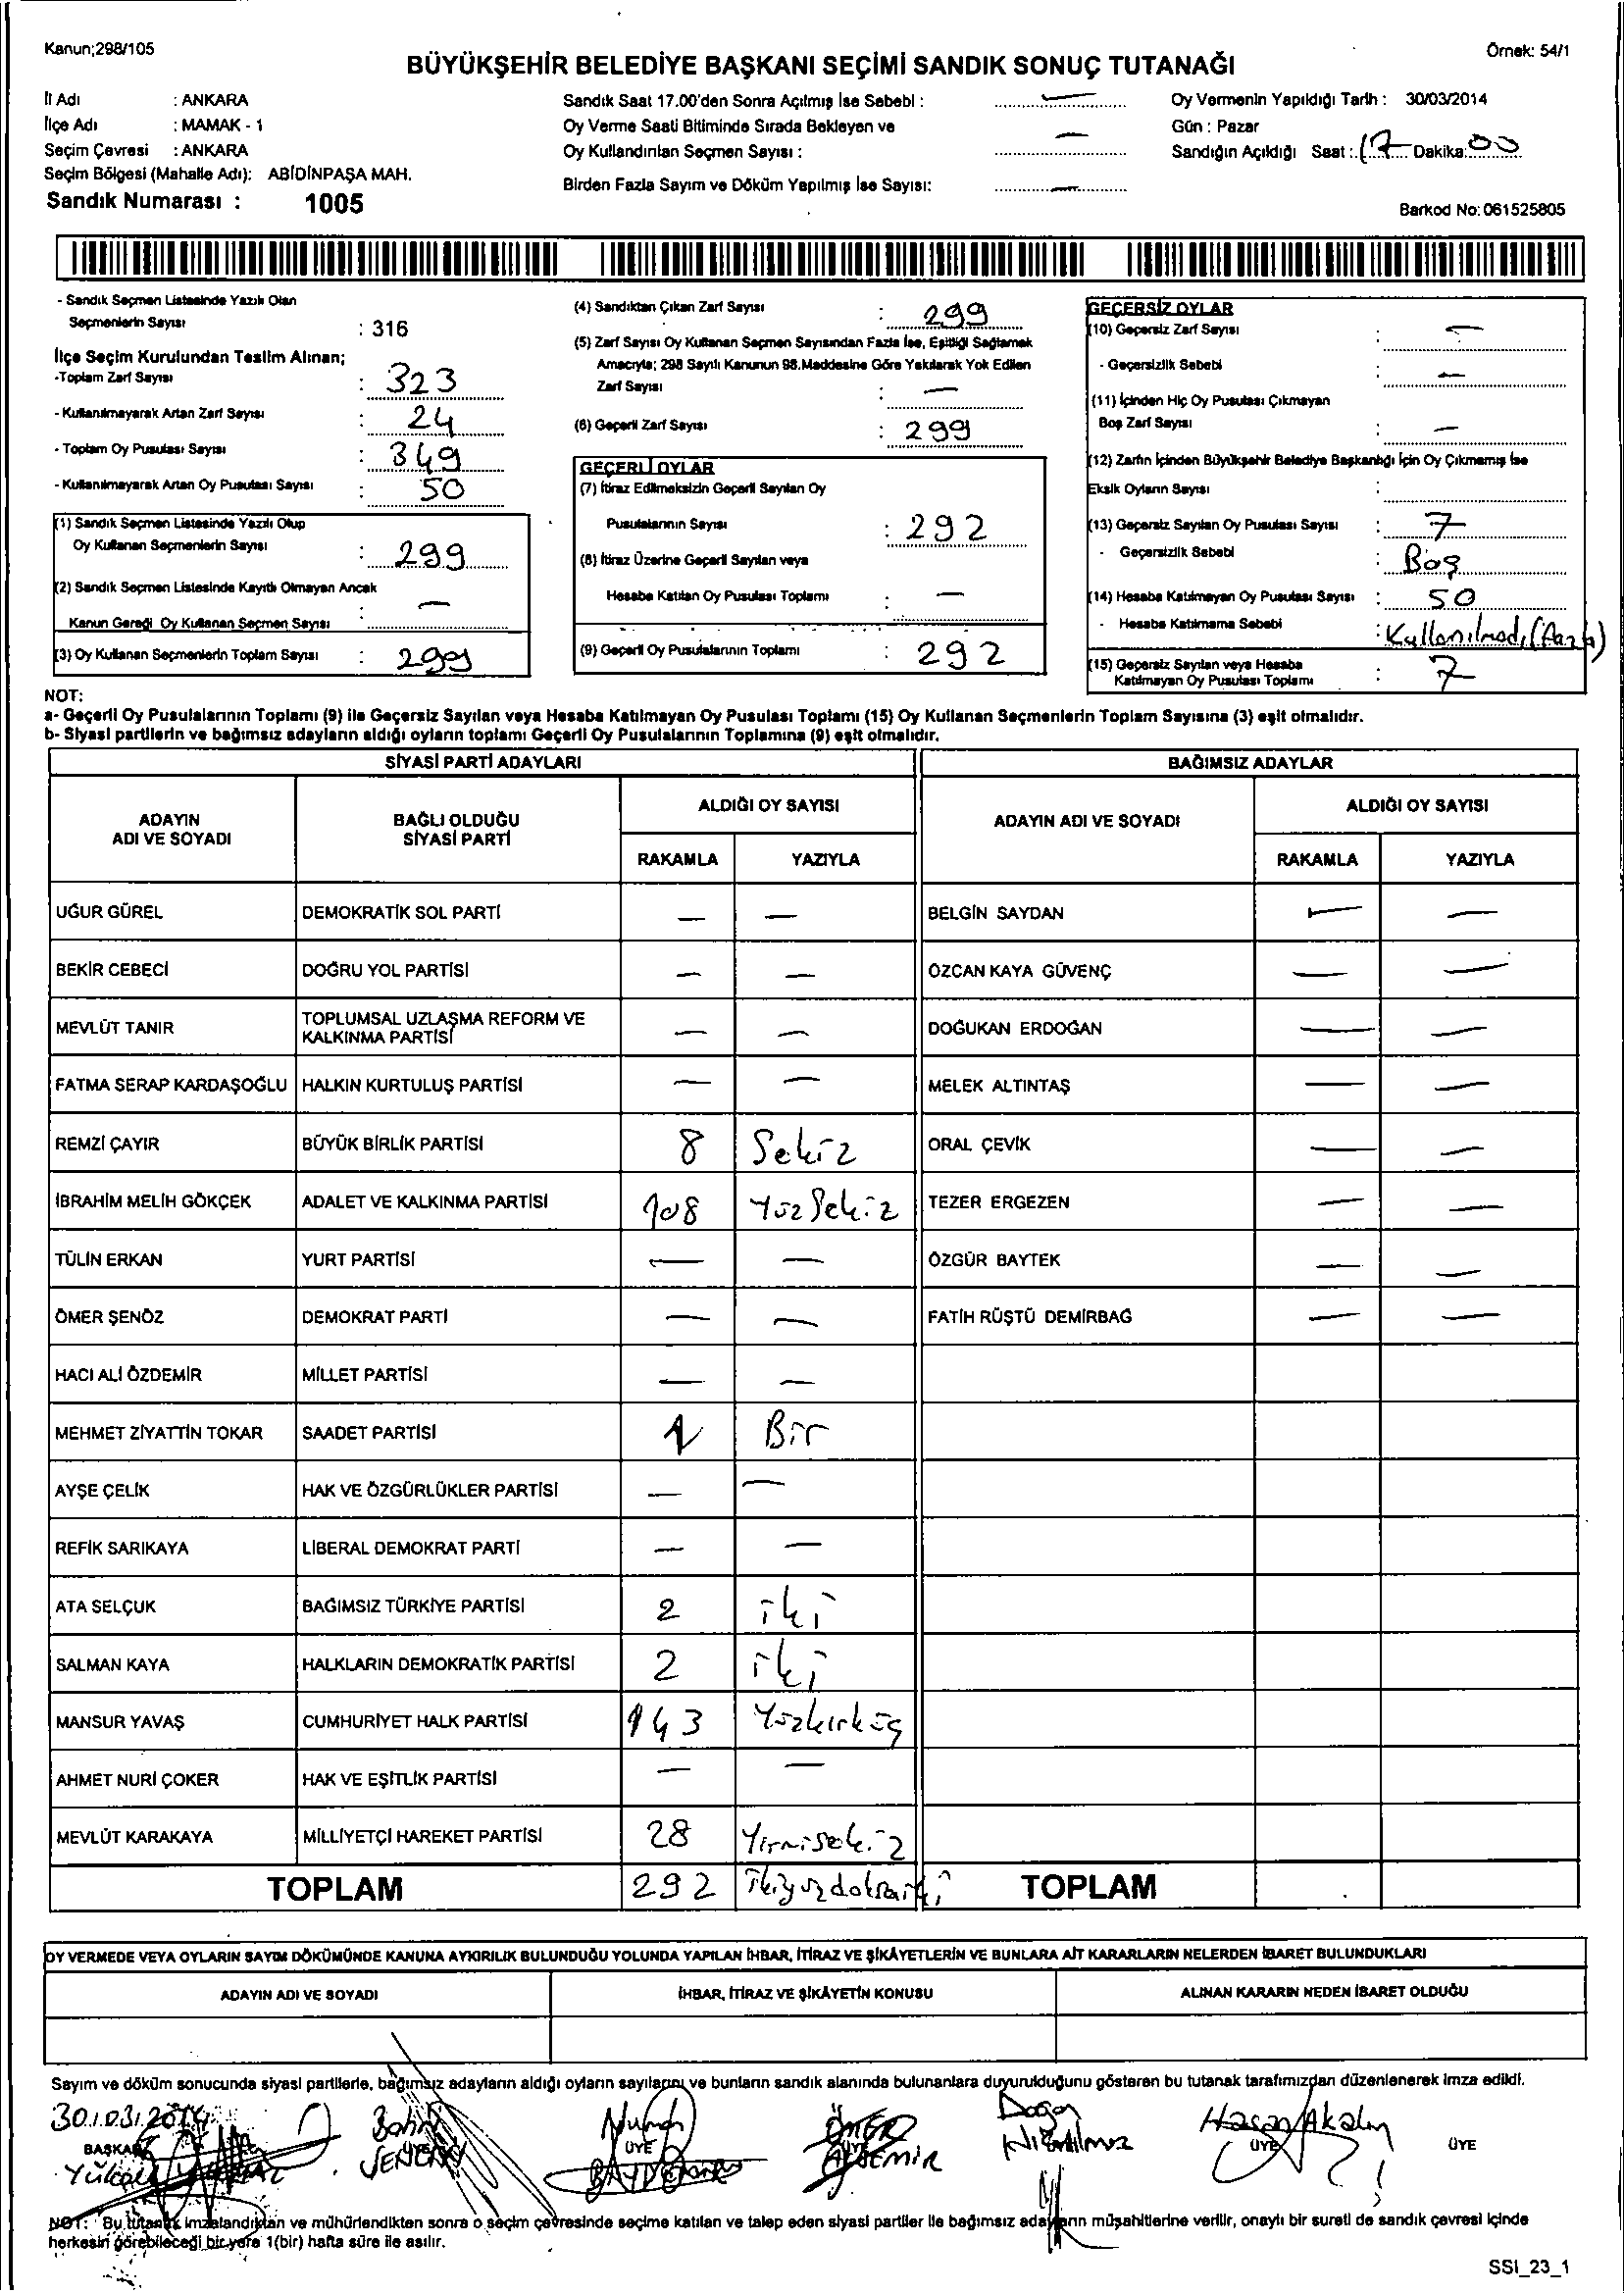 Kanun;298/105
Örnek: 54/1
BÜYÜKŞEHİR BELEDİYE BAŞKANI SEÇİMİ SANDIK SONUÇ TUTANAĞI
İl Adı : ANKARA
İlçe Adı : MAMAK - 1
Seçim Çevresi : ANKARA
Seçim Bölgesi (Mahalle Adı): ABİDİNPAŞA MAH.
Sandık Numarası : 1005
Sandık Saat 17.00'den Sonra Açılmış İse Sebebi : —
Oy Verme Saati Bitiminde Sırada Bekleyen ve
Oy Kullandırılan Seçmen Sayısı : —
Birden Fazla Sayım ve Döküm Yapılmış İse Sayısı: —
Oy Vermenin Yapıldığı Tarih : 30/03/2014
Gün : Pazar
Sandığın Açıldığı Saat : 17 Dakika: 00
Barkod No: 061525805
- Sandık Seçmen Listesinde Yazılı Olan
Seçmenlerin Sayısı : 316
İlçe Seçim Kurulundan Teslim Alınan;
-Toplam Zarf Sayısı : 323
- Kullanılmayarak Artan Zarf Sayısı : 24
- Toplam Oy Pusulası Sayısı : 349
- Kullanılmayarak Artan Oy Pusulası Sayısı : 50
(1) Sandık Seçmen Listesinde Yazılı Olup
Oy Kullanan Seçmenlerin Sayısı : 299
(2) Sandık Seçmen Listesinde Kayıtlı Olmayan Ancak
Kanun Gereği Oy Kullanan Seçmen Sayısı : —
(3) Oy Kullanan Seçmenlerin Toplam Sayısı : 299
(4) Sandıktan Çıkan Zarf Sayısı : 299
(5) Zarf Sayısı Oy Kullanan Seçmen Sayısından Fazla İse, Eşitliği Sağlamak
Amacıyla; 298 Sayılı Kanunun 98.Maddesine Göre Yakılarak Yok Edilen
Zarf Sayısı : —
(6) Geçerli Zarf Sayısı : 299
GEÇERLİ OYLAR
(7) İtiraz Edilmeksizin Geçerli Sayılan Oy
Pusulalarının Sayısı : 292
(8) İtiraz Üzerine Geçerli Sayılan veya
Hesaba Katılan Oy Pusulası Toplamı : —
(9) Geçerli Oy Pusulalarının Toplamı : 292
GEÇERSİZ OYLAR
(10) Geçersiz Zarf Sayısı : —
- Geçersizlik Sebebi : —
(11) İçinden Hiç Oy Pusulası Çıkmayan
Boş Zarf Sayısı : —
(12) Zarfın İçinden Büyükşehir Belediye Başkanlığı İçin Oy Çıkmamış İse
Eksik Oyların Sayısı :
(13) Geçersiz Sayılan Oy Pusulası Sayısı : 7
- Geçersizlik Sebebi : Boş
(14) Hesaba Katılmayan Oy Pusulası Sayısı : 50
- Hesaba Katılmama Sebebi : Kullanılmadı (Fazla)
(15) Geçersiz Sayılan veya Hesaba
Katılmayan Oy Pusulası Toplamı : 7
NOT:
a- Geçerli Oy Pusulalarının Toplamı (9) ile Geçersiz Sayılan veya Hesaba Katılmayan Oy Pusulası Toplamı (15) Oy Kullanan Seçmenlerin Toplam Sayısına (3) eşit olmalıdır.
b- Siyasi partilerin ve bağımsız adayların aldığı oyların toplamı Geçerli Oy Pusulalarının Toplamına (9) eşit olmalıdır.
SİYASİ PARTİ ADAYLARI BAĞIMSIZ ADAYLAR
ADAYIN ADI VE SOYADI BAĞLI OLDUĞU SİYASİ PARTİ ALDIĞI OY SAYISI ADAYIN ADI VE SOYADI ALDIĞI OY SAYISI
RAKAMLA YAZIYLA RAKAMLA YAZIYLA
UĞUR GÜREL DEMOKRATİK SOL PARTİ — — BELGİN SAYDAN — —
BEKİR CEBECİ DOĞRU YOL PARTİSİ — — ÖZCAN KAYA GÜVENÇ — —
MEVLÜT TANIR TOPLUMSAL UZLAŞMA REFORM VE KALKINMA PARTİSİ — — DOĞUKAN ERDOĞAN — —
FATMA SERAP KARDAŞOĞLU HALKIN KURTULUŞ PARTİSİ — — MELEK ALTINTAŞ — —
REMZİ ÇAYIR BÜYÜK BİRLİK PARTİSİ 8 Sekiz ORAL ÇEVİK — —
İBRAHİM MELİH GÖKÇEK ADALET VE KALKINMA PARTİSİ 108 YüzSekiz TEZER ERGEZEN — —
TÜLİN ERKAN YURT PARTİSİ — — ÖZGÜR BAYTEK — —
ÖMER ŞENÖZ DEMOKRAT PARTİ — — FATİH RÜŞTÜ DEMİRBAĞ — —
HACI ALİ ÖZDEMİR MİLLET PARTİSİ — —
MEHMET ZİYATTİN TOKAR SAADET PARTİSİ 1 Bir
AYŞE ÇELİK HAK VE ÖZGÜRLÜKLER PARTİSİ — —
REFİK SARIKAYA LİBERAL DEMOKRAT PARTİ — —
ATA SELÇUK BAĞIMSIZ TÜRKİYE PARTİSİ 2 iki
SALMAN KAYA HALKLARIN DEMOKRATİK PARTİSİ 2 iki
MANSUR YAVAŞ CUMHURİYET HALK PARTİSİ 143 Yüzkırküç
AHMET NURİ ÇOKER HAK VE EŞİTLİK PARTİSİ — —
MEVLÜT KARAKAYA MİLLİYETÇİ HAREKET PARTİSİ 28 Yirmisekiz
TOPLAM 292 ikiyüzdoksaniki TOPLAM
OY VERMEDE VEYA OYLARIN SAYIM DÖKÜMÜNDE KANUNA AYKIRILIK BULUNDUĞU YOLUNDA YAPILAN İHBAR, İTİRAZ VE ŞİKÂYETLERİN VE BUNLARA AİT KARARLARIN NELERDEN İBARET BULUNDUKLARI
ADAYIN ADI VE SOYADI İHBAR, İTİRAZ VE ŞİKÂYETİN KONUSU ALINAN KARARIN NEDEN İBARET OLDUĞU
Sayım ve döküm sonucunda siyasi partilerle, bağımsız adayların aldığı oyların sayılarını ve bunların sandık alanında bulunanlara duyurulduğunu gösteren bu tutanak tarafımızdan düzenlenerek imza edildi.
30/03/2014
BAŞKAN ÜYE ÜYE ÜYE ÜYE ÜYE
Hasan Akalın
NOT: Bu tutanak imzalandıktan ve mühürlendikten sonra o seçim çevresinde seçime katılan ve talep eden siyasi partiler ile bağımsız adayların müşahitlerine verilir, onaylı bir sureti de sandık çevresi içinde
herkesin görebileceği bir yere 1(bir) hafta süre ile asılır.
SSI_23_1